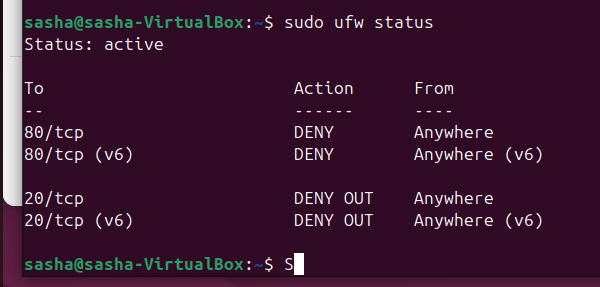 sasha@sasha-VirtualBox:~$ sudo ufw status
Status: active
To Action From
-- ------ ----
80/tcp DENY Anywhere
80/tcp (v6) DENY Anywhere (v6)
20/tcp DENY OUT Anywhere
20/tcp (v6) DENY OUT Anywhere (v6)
sasha@sasha-VirtualBox:~$ S